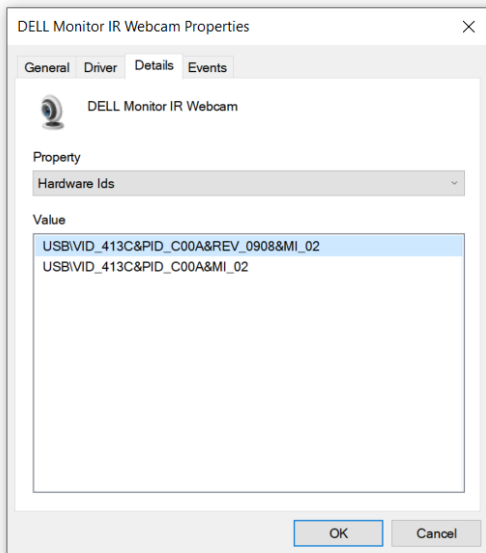 DELL Monitor IR Webcam Properties
General Driver Details Events
DELL Monitor IR Webcam
Property
Hardware Ids
Value
USB\VID_413C&PID_C00A&REV_0908&MI_02
USB\VID_413C&PID_C00A&MI_02
OK Cancel